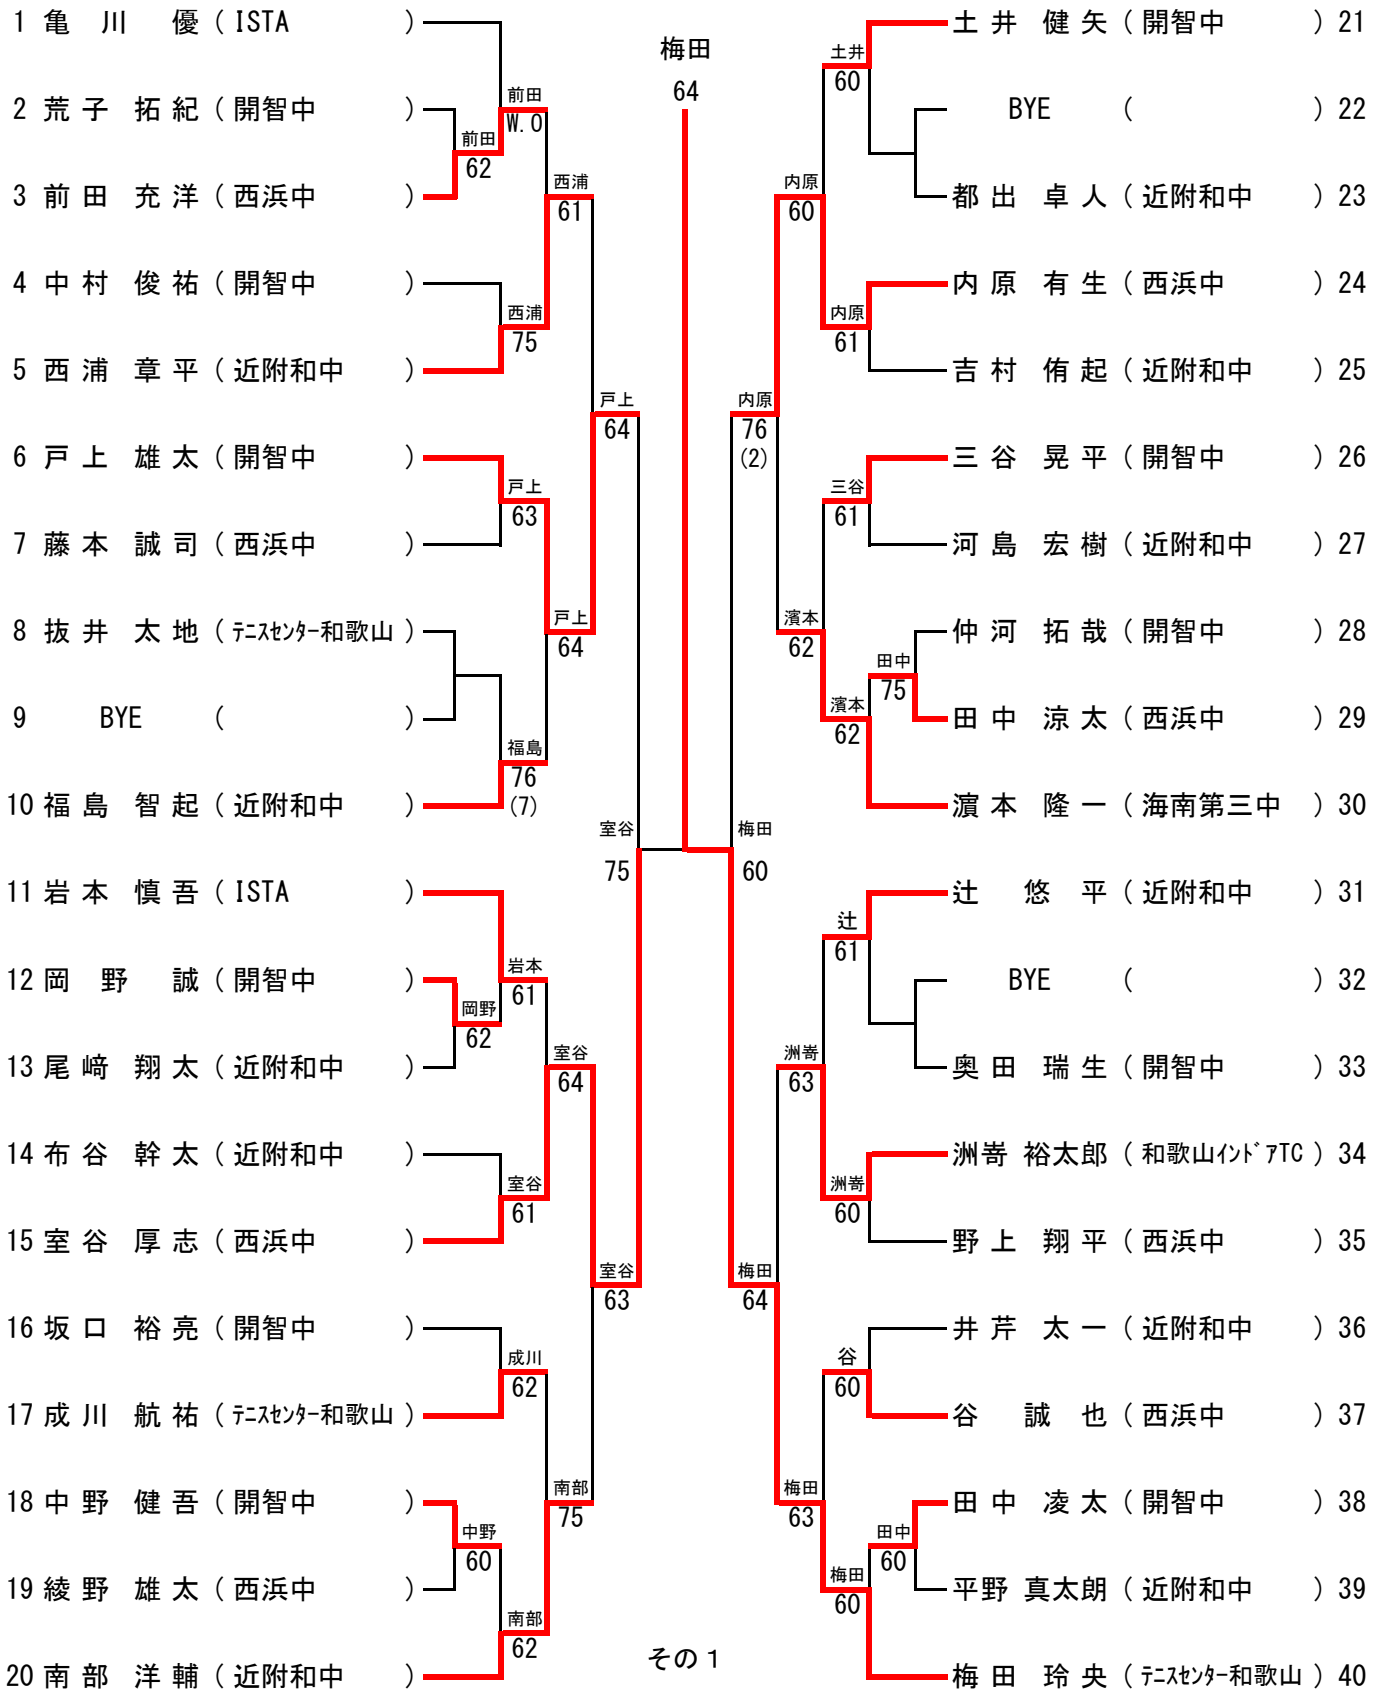 1 亀川 優 ( ISTA )
2 荒子 拓紀 ( 開智中 )
3 前田 充洋 ( 西浜中 )
4 中村 俊祐 ( 開智中 )
5 西浦 章平 ( 近附和中 )
6 戸上 雄太 ( 開智中 )
7 藤本 誠司 ( 西浜中 )
8 抜井 太地 ( テニスセンター和歌山 )
9 BYE ( )
10 福島 智起 ( 近附和中 )
11 岩本 慎吾 ( ISTA )
12 岡野 誠 ( 開智中 )
13 尾﨑 翔太 ( 近附和中 )
14 布谷 幹太 ( 近附和中 )
15 室谷 厚志 ( 西浜中 )
16 坂口 裕亮 ( 開智中 )
17 成川 航祐 ( テニスセンター和歌山 )
18 中野 健吾 ( 開智中 )
19 綾野 雄太 ( 西浜中 )
20 南部 洋輔 ( 近附和中 )
前田
62
岡野
62
中野
60
前田
W.O
西浦
75
戸上
63
福島
76
(7)
岩本
61
室谷
61
成川
62
南部
62
西浦
61
戸上
64
室谷
64
南部
75
戸上
64
室谷
63
室谷
75
梅田
64
その1
梅田
60
内原
76
(2)
梅田
64
内原
60
濱本
62
洲嵜
63
梅田
63
土井
60
内原
61
三谷
61
濱本
62
辻
61
洲嵜
60
谷
60
梅田
60
田中
75
田中
60
土井 健矢 ( 開智中 ) 21
BYE ( ) 22
都出 卓人 ( 近附和中 ) 23
内原 有生 ( 西浜中 ) 24
吉村 侑起 ( 近附和中 ) 25
三谷 晃平 ( 開智中 ) 26
河島 宏樹 ( 近附和中 ) 27
仲河 拓哉 ( 開智中 ) 28
田中 涼太 ( 西浜中 ) 29
濵本 隆一 ( 海南第三中 ) 30
辻 悠平 ( 近附和中 ) 31
BYE ( ) 32
奥田 瑞生 ( 開智中 ) 33
洲嵜 裕太郎 ( 和歌山インドアTC ) 34
野上 翔平 ( 西浜中 ) 35
井芹 太一 ( 近附和中 ) 36
谷 誠也 ( 西浜中 ) 37
田中 凌太 ( 開智中 ) 38
平野 真太朗 ( 近附和中 ) 39
梅田 玲央 ( テニスセンター和歌山 ) 40